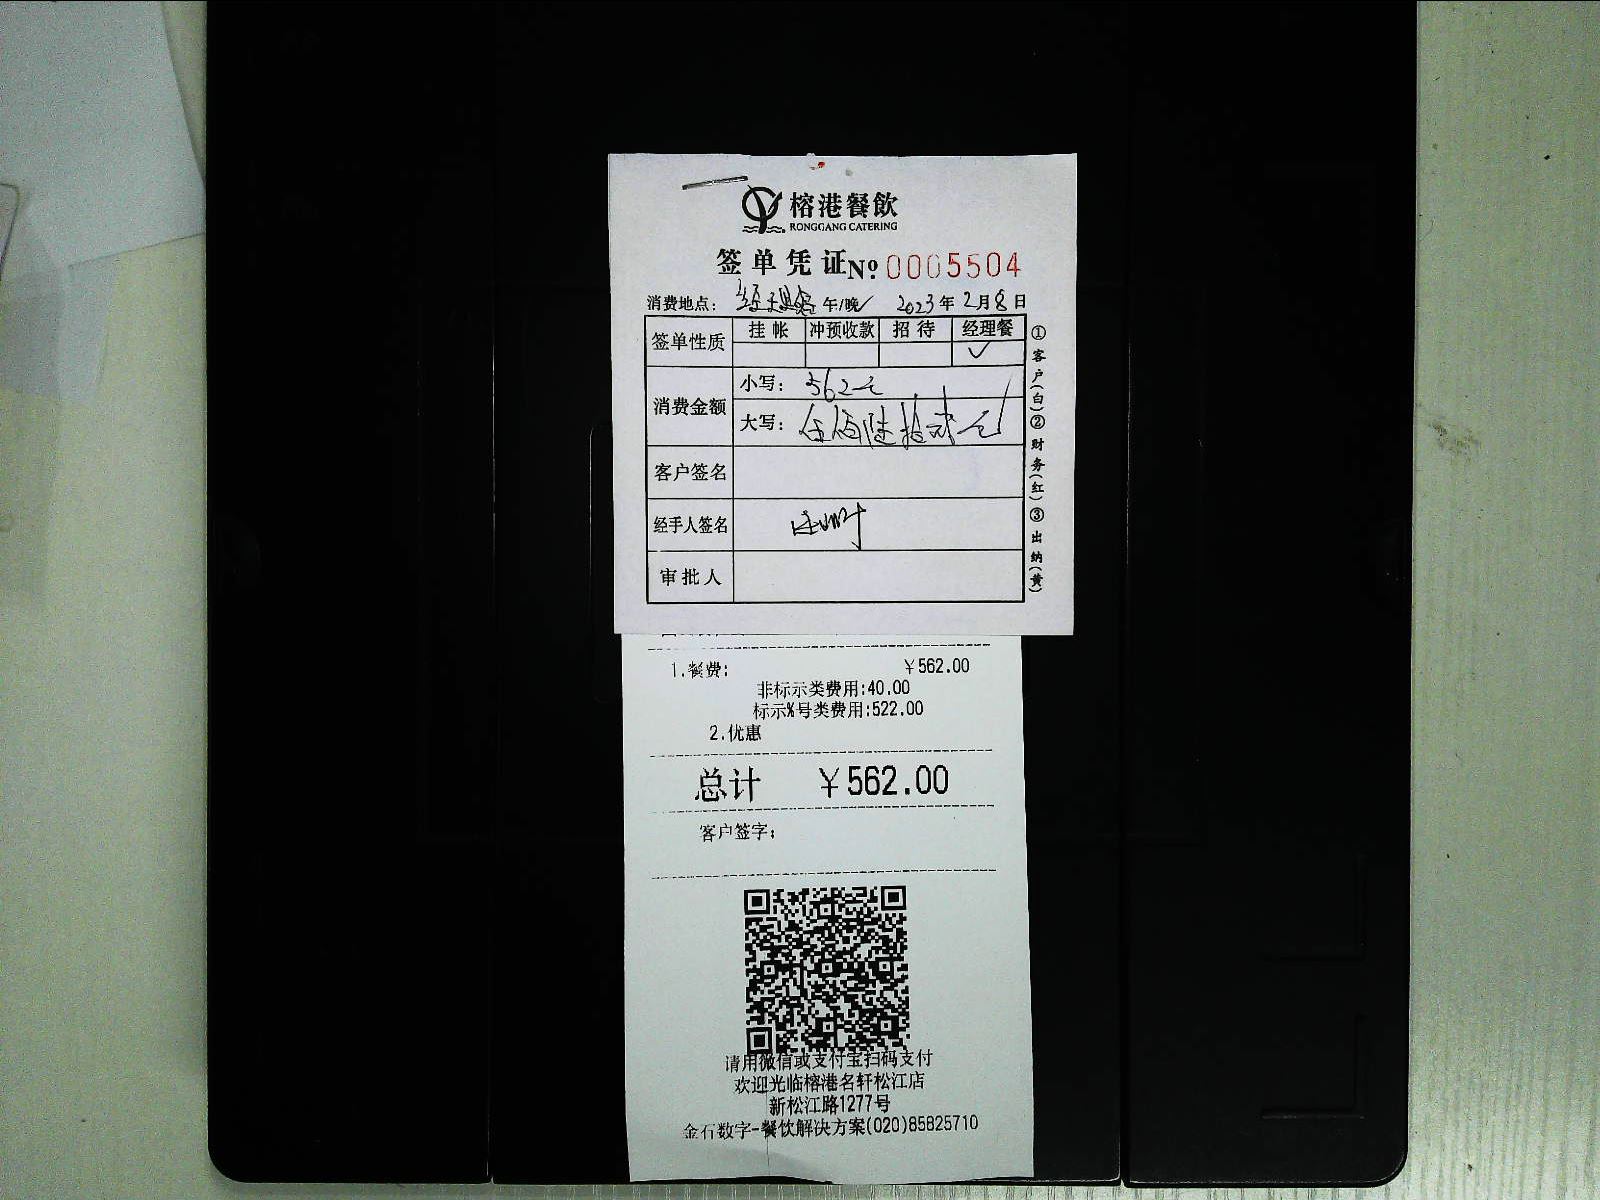 榕港餐飲
RONGGANG CATERING
签单凭证 № 0005504
消费地点： 经理餐 午/晚✓ 2023年2月8日
签单性质 挂帐 冲预收款 招待 经理餐
✓
消费金额
小写： 562元
大写： 伍佰陆拾贰元
客户签名
经手人签名
审批人
①客户(白)②财务(红)③出纳(黄)
1.餐费: ￥562.00
非标示类费用:40.00
标示%号类费用:522.00
2.优惠
总计 ￥562.00
客户签字:
请用微信或支付宝扫码支付
欢迎光临榕港名轩松江店
新松江路1277号
金石数字-餐饮解决方案(020)85825710